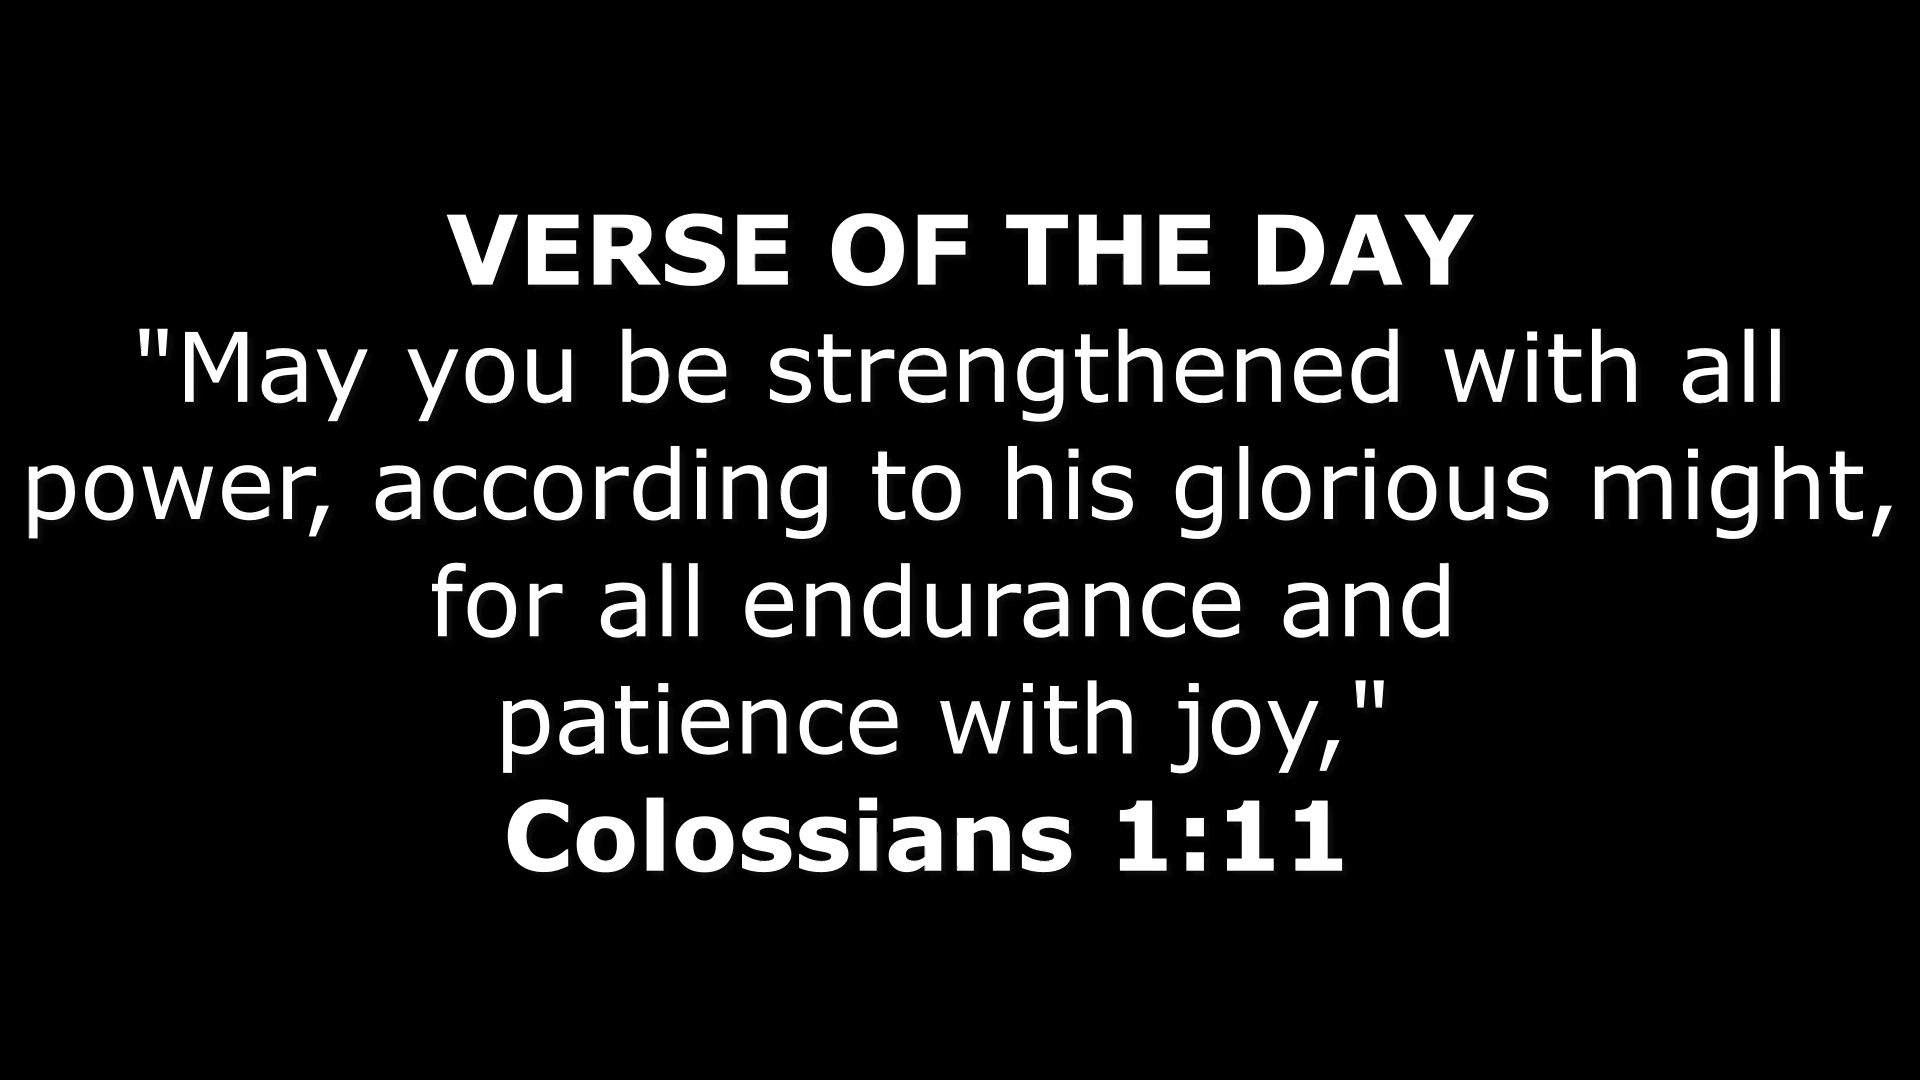 VERSE OF THE DAY
"May you be strengthened with all
power, according to his glorious might,
for all endurance and
patience with joy,"
Colossians 1:11